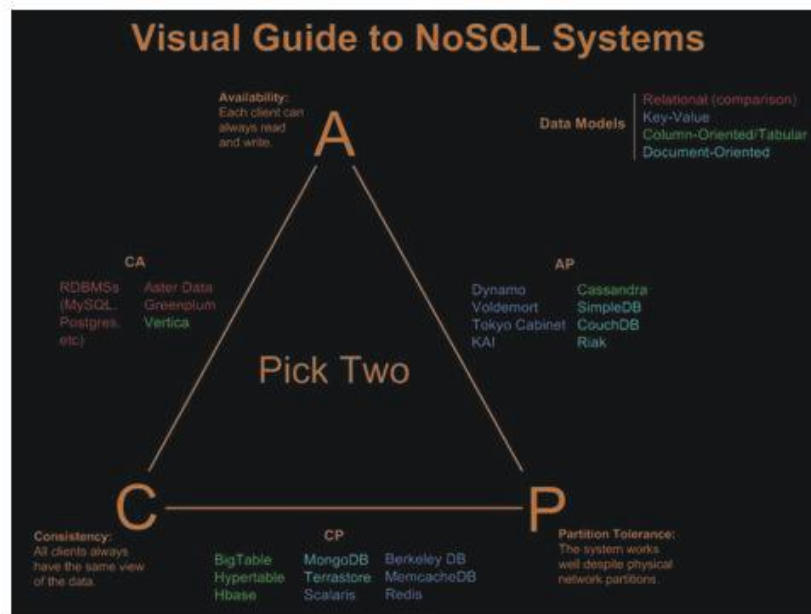 Visual Guide to NoSQL Systems
Availability:
Each client can
always read
and write.
A
Data Models
Relational (comparison)
Key-Value
Column-Oriented/Tabular
Document-Oriented
CA
RDBMSs
(MySQL,
Postgres,
etc)
Aster Data
Greenplum
Vertica
AP
Dynamo
Voldemort
Tokyo Cabinet
KAI
Cassandra
SimpleDB
CouchDB
Riak
Pick Two
C
Consistency:
All clients always
have the same view
of the data.
CP
BigTable
Hypertable
Hbase
MongoDB
Terrastore
Scalaris
Berkeley DB
MemcacheDB
Redis
P
Partition Tolerance:
The system works
well despite physical
network partitions.